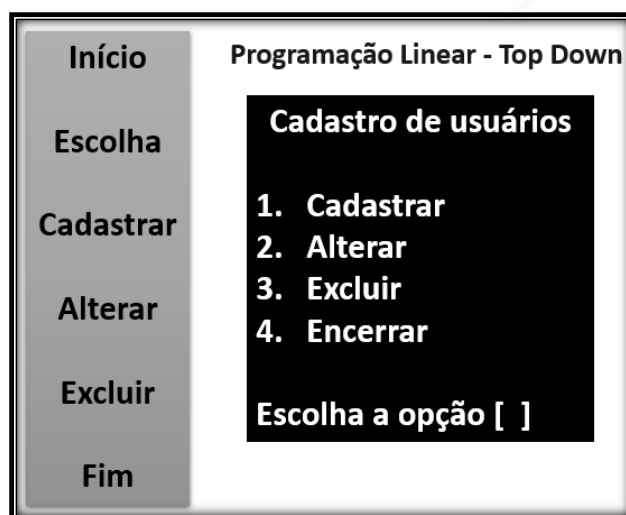 Início
Escolha
Cadastrar
Alterar
Excluir
Fim
Programação Linear - Top Down
Cadastro de usuários
1. Cadastrar
2. Alterar
3. Excluir
4. Encerrar
Escolha a opção [ ]